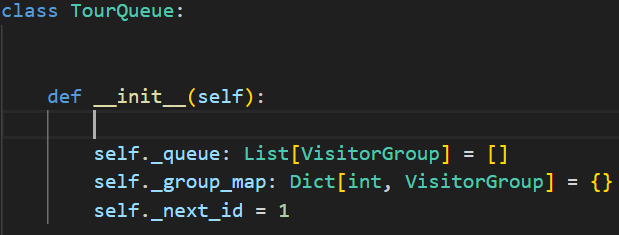 class TourQueue:
def __init__(self):
self._queue: List[VisitorGroup] = []
self._group_map: Dict[int, VisitorGroup] = {}
self._next_id = 1